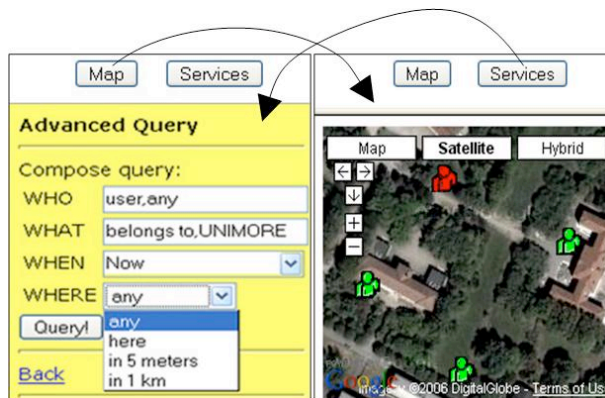 Map Services
Advanced Query
Compose query:
WHO user,any
WHAT belongs to,UNIMORE
WHEN Now
WHERE any
any
here
in 5 meters
in 1 km
Query!
Back
Map Services
Map Satellite Hybrid
Google
©2006 DigitalGlobe - Terms of Us